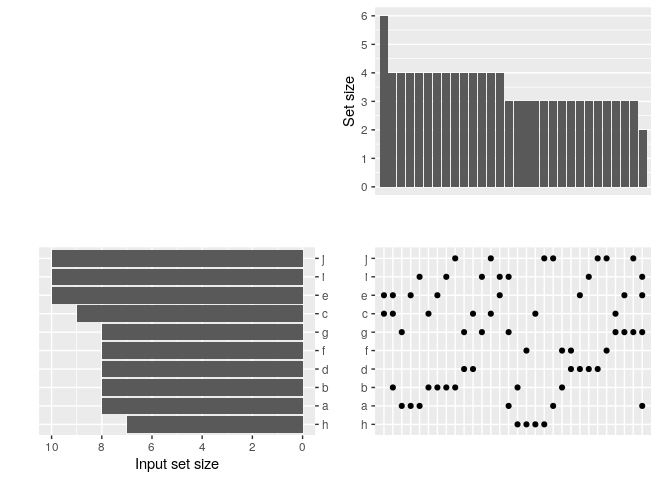 6
5
4
3
2
1
0
Set size
j j
i i
e e
c c
g g
f f
d d
b b
a a
h h
10 8 6 4 2 0
Input set size